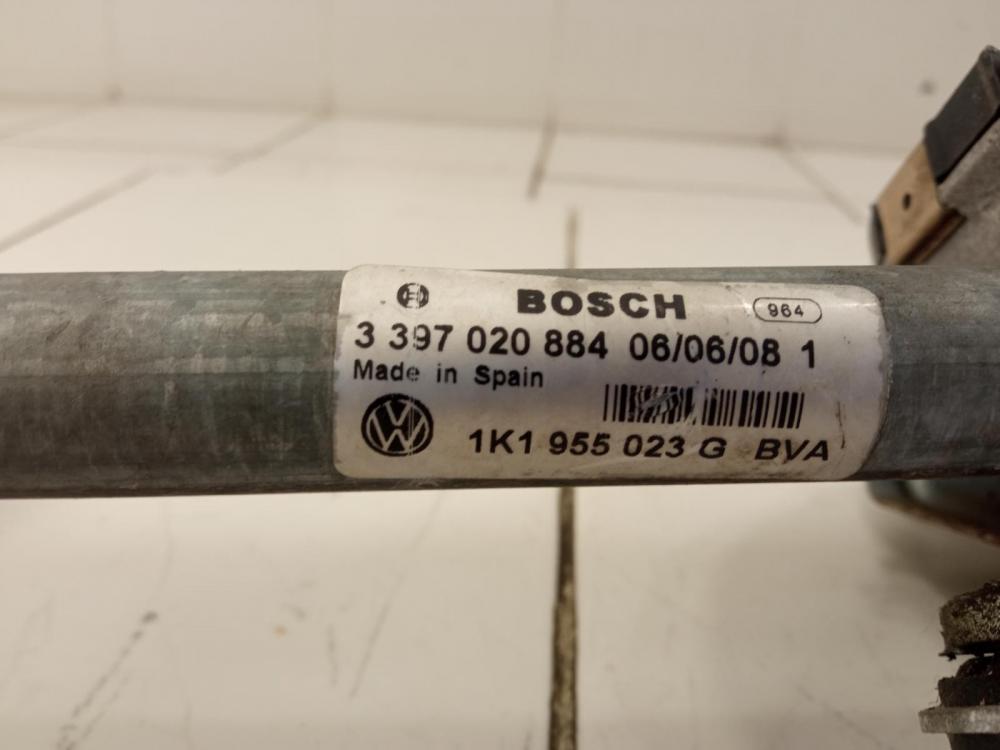 BOSCH 964
3 397 020 884 06/06/08 1
Made in Spain
1K1 955 023 G BVA